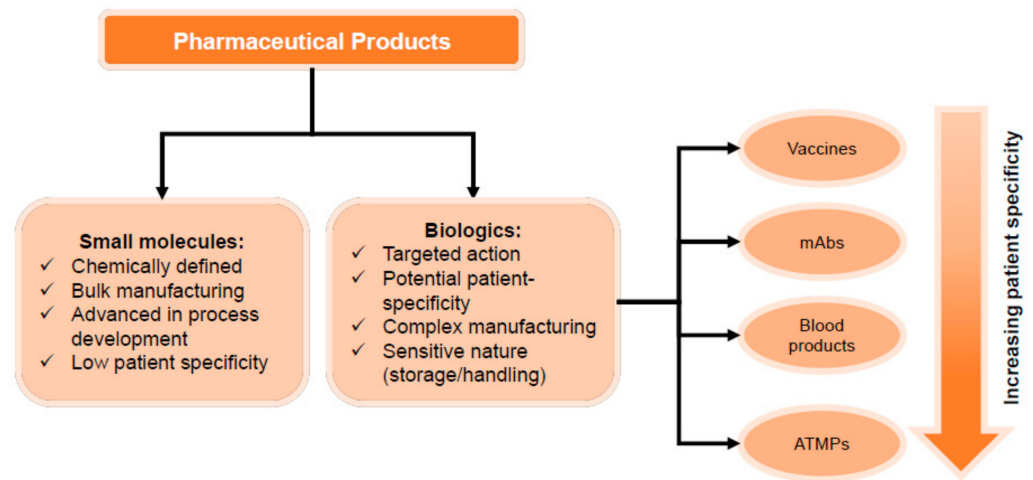 Pharmaceutical Products
Small molecules:
✓ Chemically defined
✓ Bulk manufacturing
✓ Advanced in process
development
✓ Low patient specificity
Biologics:
✓ Targeted action
✓ Potential patient-
specificity
✓ Complex manufacturing
✓ Sensitive nature
(storage/handling)
Vaccines
mAbs
Blood
products
ATMPs
Increasing patient specificity